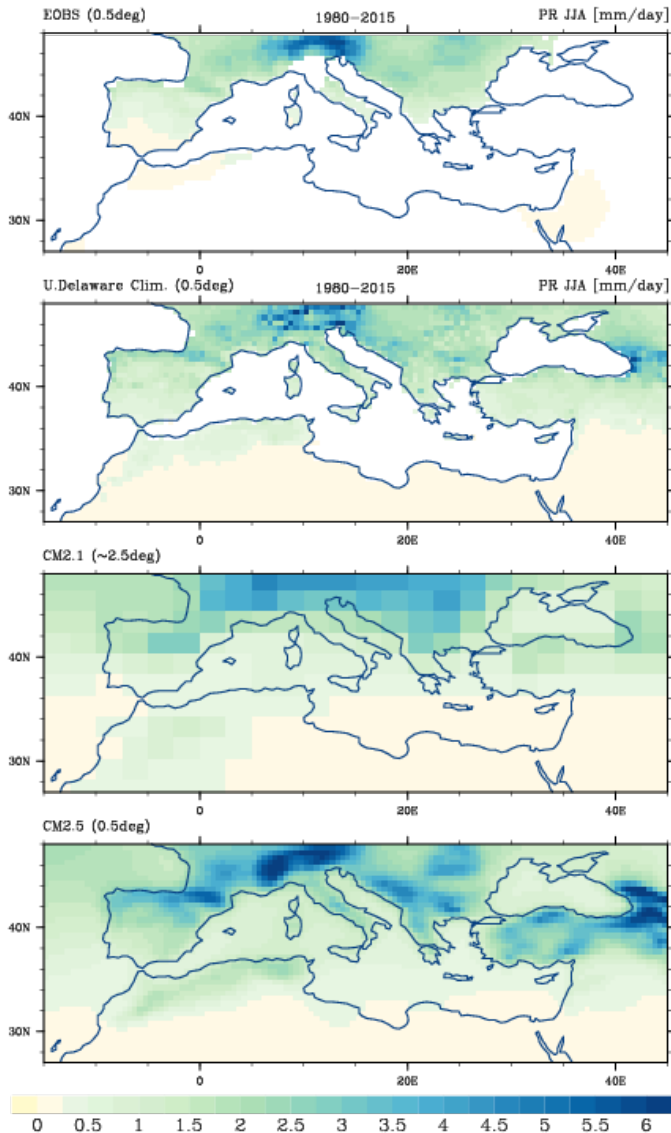 EOBS (0.5deg) 1980-2015 PR JJA [mm/day]
40N
30N
0 20E 40E
U.Delaware Clim. (0.5deg) 1980-2015 PR JJA [mm/day]
40N
30N
0 20E 40E
CM2.1 (~2.5deg)
40N
30N
0 20E 40E
CM2.5 (0.5deg)
40N
30N
0 20E 40E
0 0.5 1 1.5 2 2.5 3 3.5 4 4.5 5 5.5 6